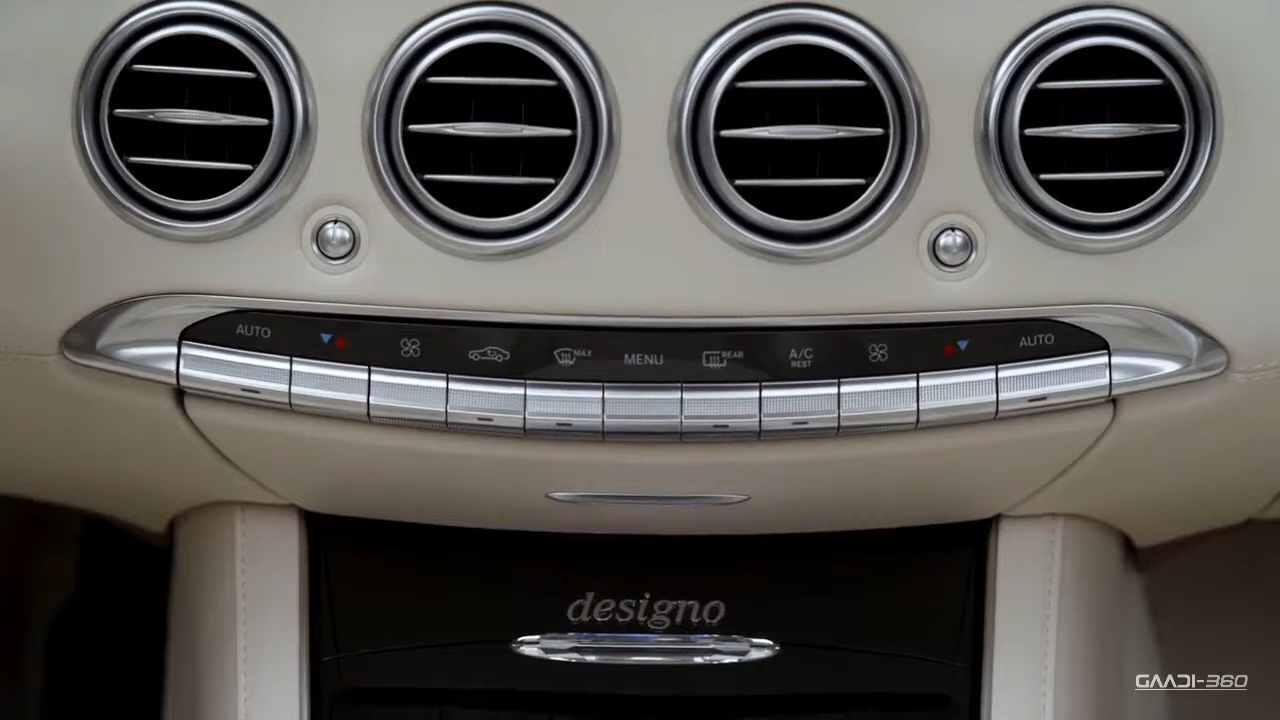 AUTO
MAX
MENU
REAR
A/C
REST
AUTO
designo
GAADI-360